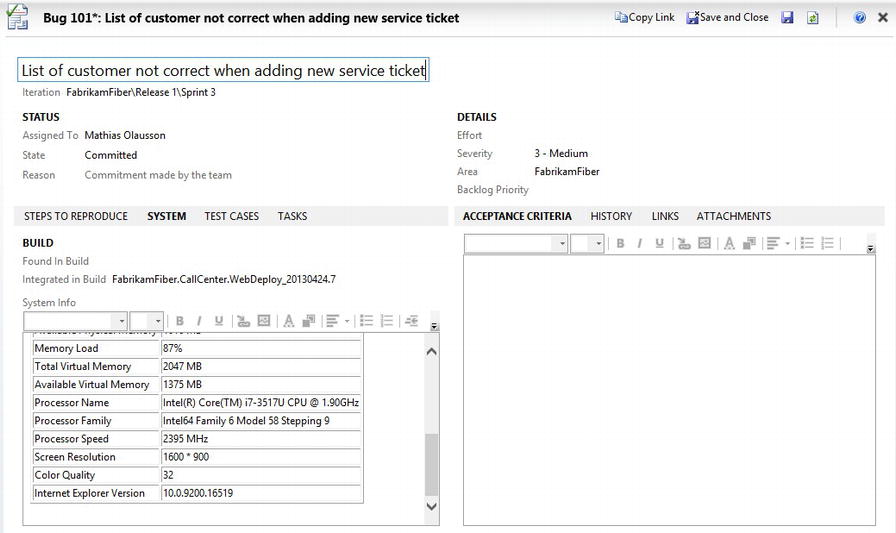 Bug 101*: List of customer not correct when adding new service ticket
Copy Link Save and Close
List of customer not correct when adding new service ticket
Iteration FabrikamFiber\Release 1\Sprint 3
STATUS
Assigned To Mathias Olausson
State Committed
Reason Commitment made by the team
DETAILS
Effort
Severity 3 - Medium
Area FabrikamFiber
Backlog Priority
STEPS TO REPRODUCE SYSTEM TEST CASES TASKS
BUILD
Found In Build
Integrated in Build FabrikamFiber.CallCenter.WebDeploy_20130424.7
System Info
B I U A
Memory Load 87%
Total Virtual Memory 2047 MB
Available Virtual Memory 1375 MB
Processor Name Intel(R) Core(TM) i7-3517U CPU @ 1.90GHz
Processor Family Intel64 Family 6 Model 58 Stepping 9
Processor Speed 2395 MHz
Screen Resolution 1600 * 900
Color Quality 32
Internet Explorer Version 10.0.9200.16519
ACCEPTANCE CRITERIA HISTORY LINKS ATTACHMENTS
B I U A